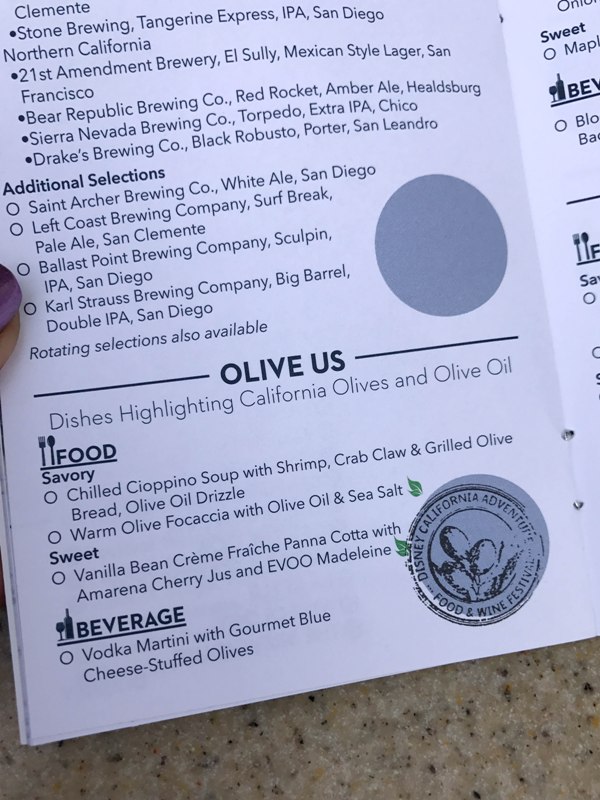 Clemente
•Stone Brewing, Tangerine Express, IPA, San Diego
Northern California
•21st Amendment Brewery, El Sully, Mexican Style Lager, San
Francisco
•Bear Republic Brewing Co., Red Rocket, Amber Ale, Healdsburg
•Sierra Nevada Brewing Co., Torpedo, Extra IPA, Chico
•Drake's Brewing Co., Black Robusto, Porter, San Leandro
Additional Selections
Saint Archer Brewing Co., White Ale, San Diego
Left Coast Brewing Company, Surf Break,
Pale Ale, San Clemente
Ballast Point Brewing Company, Sculpin,
IPA, San Diego
Karl Strauss Brewing Company, Big Barrel,
Double IPA, San Diego
Rotating selections also available
OLIVE US
Dishes Highlighting California Olives and Olive Oil
FOOD
Savory
Chilled Cioppino Soup with Shrimp, Crab Claw & Grilled Olive
Bread, Olive Oil Drizzle
Warm Olive Focaccia with Olive Oil & Sea Salt
Sweet
Vanilla Bean Crème Fraîche Panna Cotta with
Amarena Cherry Jus and EVOO Madeleine
DISNEY CALIFORNIA ADVENTURE
FOOD & WINE FESTIVAL
BEVERAGE
Vodka Martini with Gourmet Blue
Cheese-Stuffed Olives
Sweet